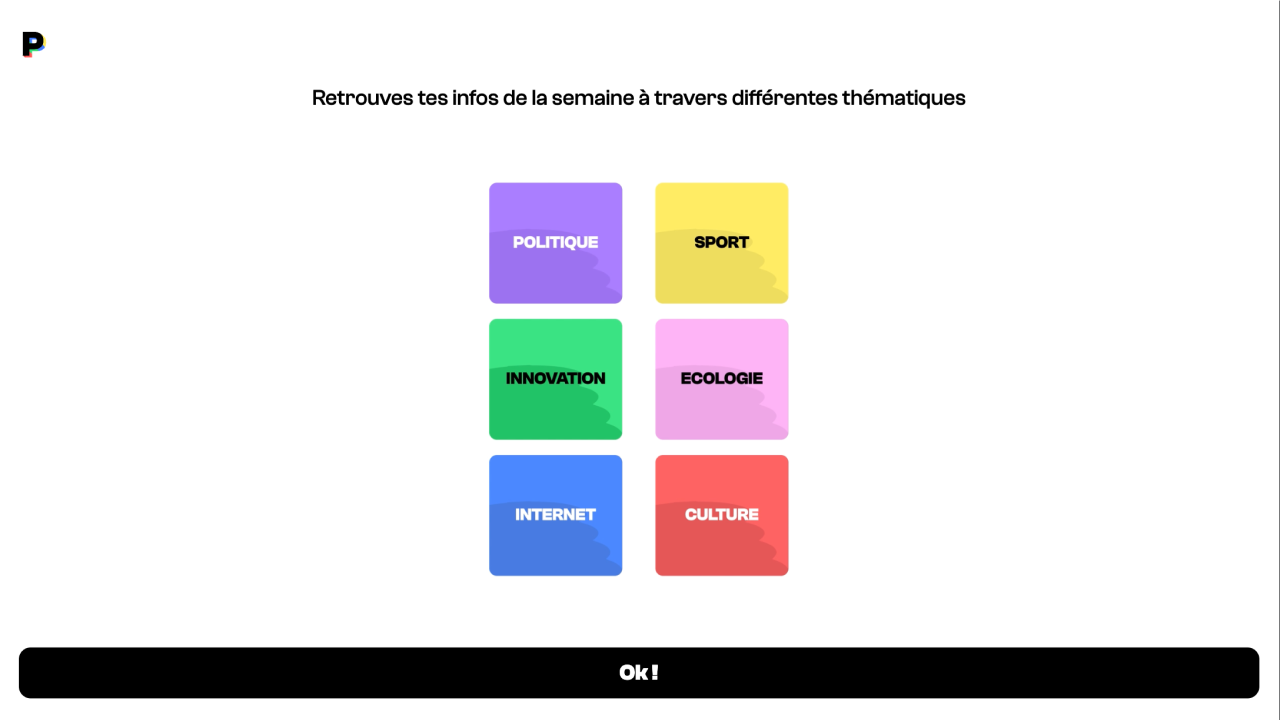 P
Retrouves tes infos de la semaine à travers différentes thématiques
POLITIQUE
SPORT
INNOVATION
ECOLOGIE
INTERNET
CULTURE
Ok !